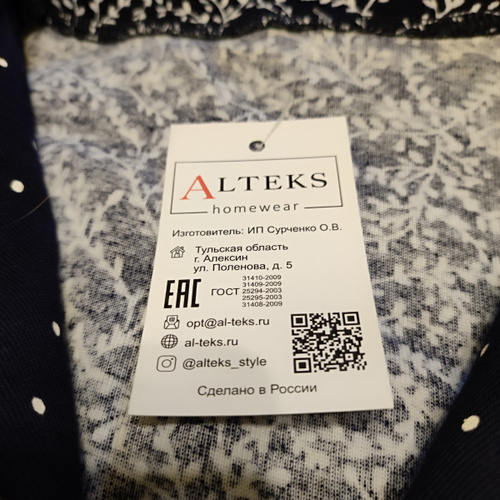 ALTEKS
homewear
Изготовитель: ИП Сурченко О.В.
Тульская область
г. Алексин
ул. Поленова, д. 5
EAC
ГОСТ
31410-2009
31409-2009
25294-2003
25295-2003
31408-2009
opt@al-teks.ru
al-teks.ru
@alteks_style
Сделано в России